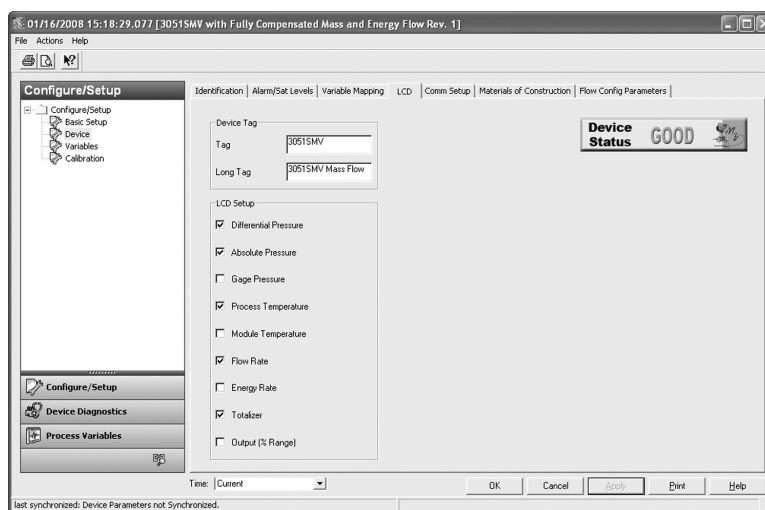 01/16/2008 15:18:29.077 [3051SMV with Fully Compensated Mass and Energy Flow Rev. 1]
File Actions Help
Configure/Setup
Configure/Setup
Basic Setup
Device
Variables
Calibration
Configure/Setup
Device Diagnostics
Process Variables
Identification Alarm/Sat Levels Variable Mapping LCD Comm Setup Materials of Construction Flow Config Parameters
Device Tag
Tag 3051SMV
Long Tag 3051SMV Mass Flow
Device Status GOOD
LCD Setup
Differential Pressure
Absolute Pressure
Gage Pressure
Process Temperature
Module Temperature
Flow Rate
Energy Rate
Totalizer
Output (% Range)
Time: Current
OK Cancel Apply Print Help
last synchronized: Device Parameters not Synchronized.